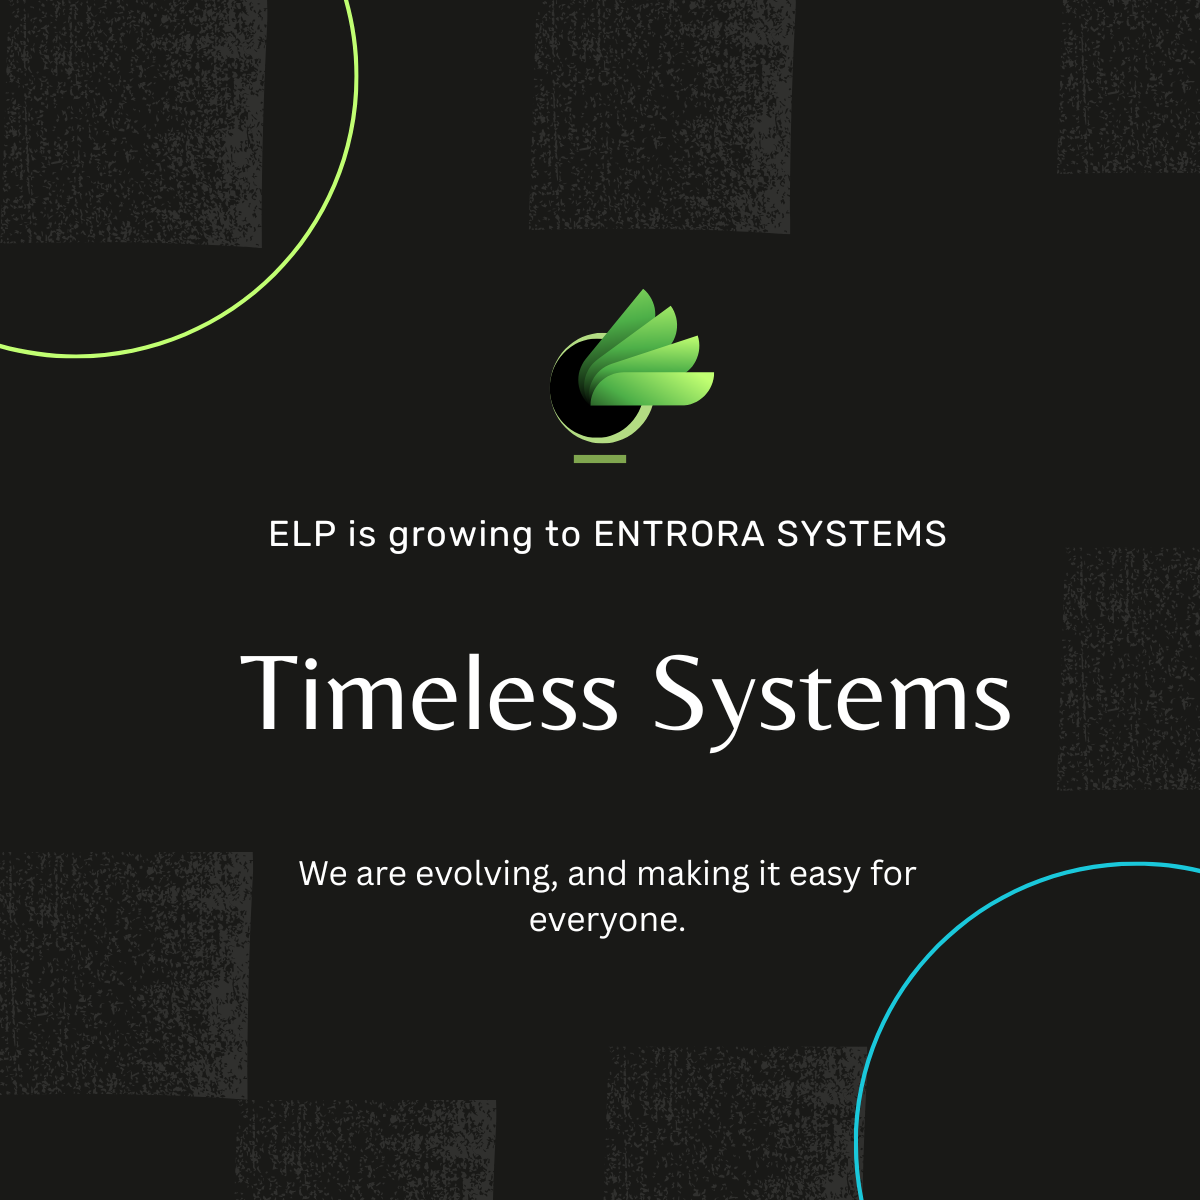 ELP is growing to ENTRORA SYSTEMS
Timeless Systems
We are evolving, and making it easy for
everyone.